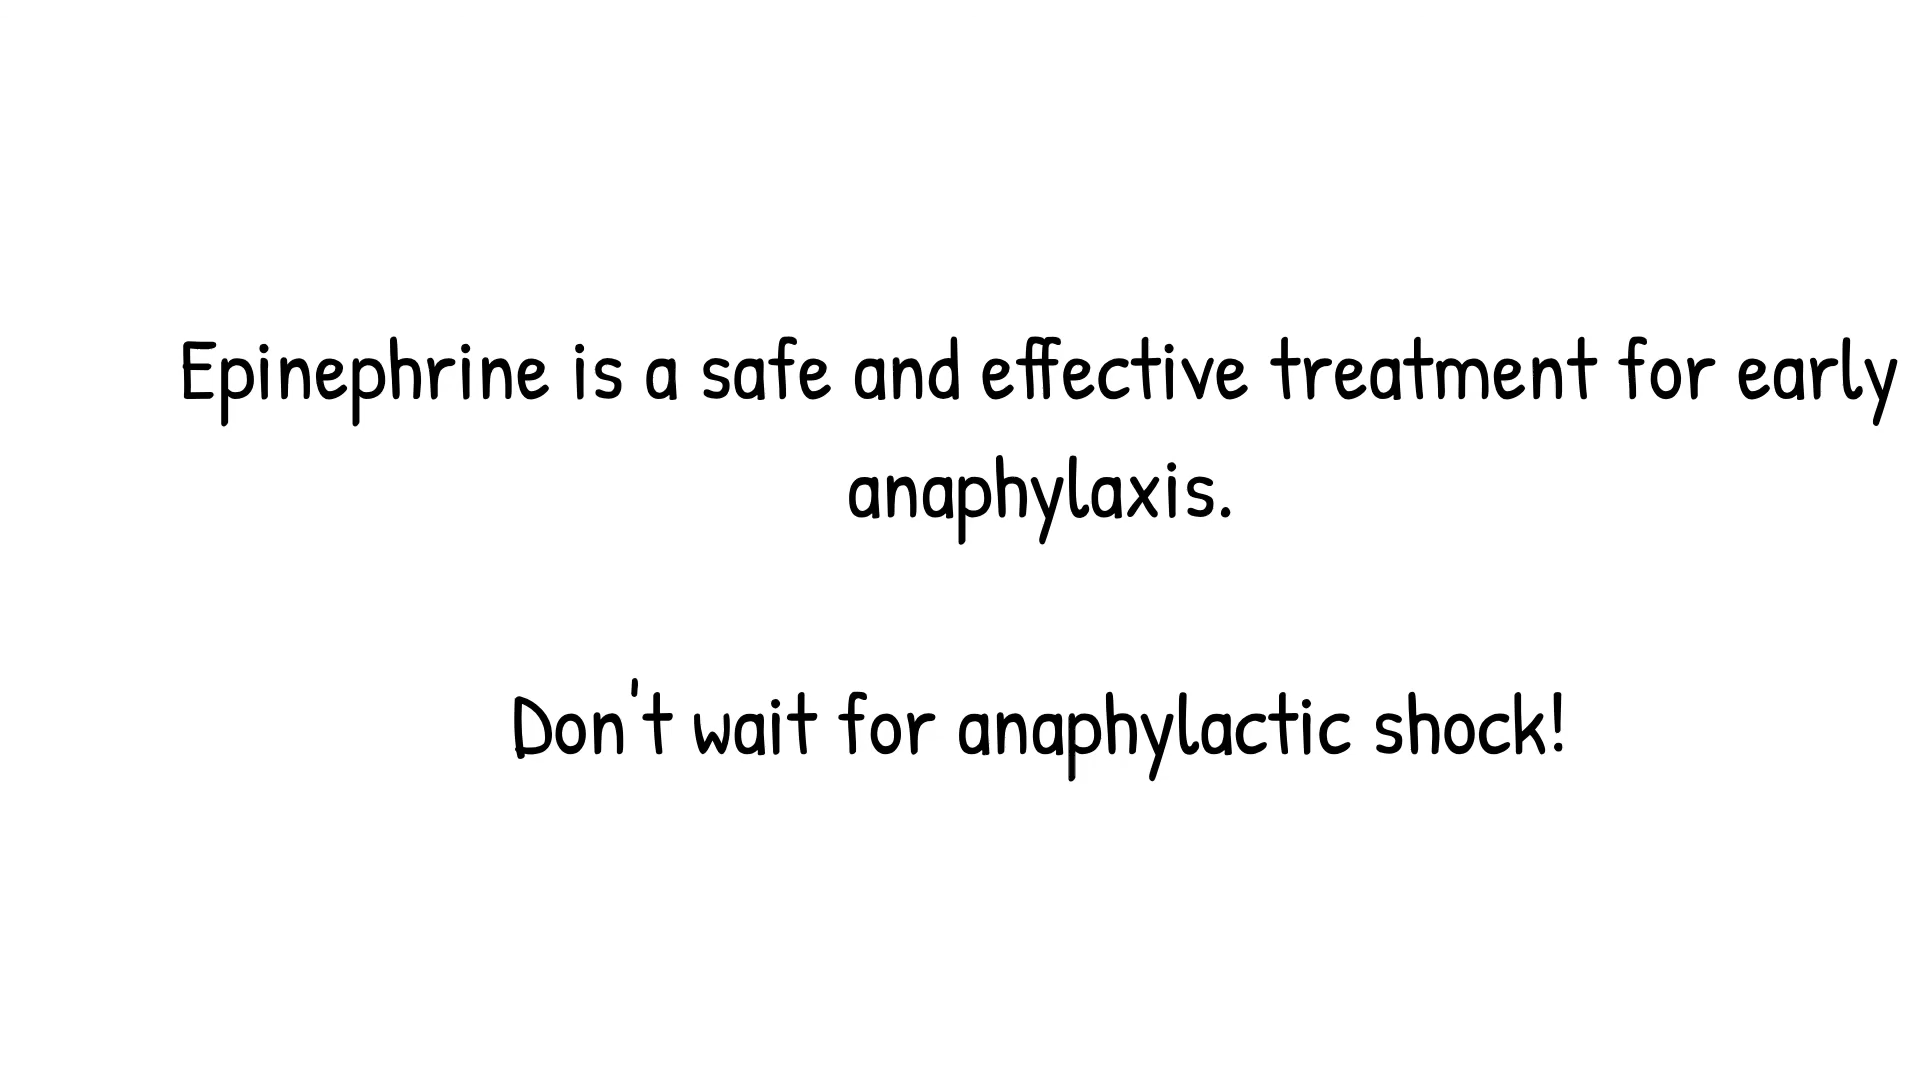 Epinephrine is a safe and effective treatment for early
anaphylaxis.
Don't wait for anaphylactic shock!